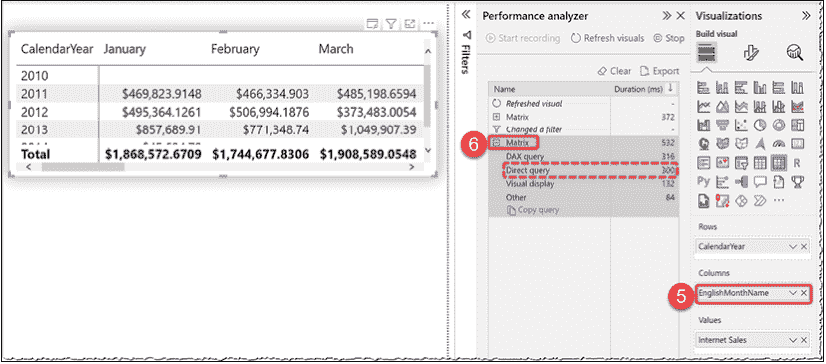 CalendarYear January February March
2010
2011 $469,823.9148 $466,334.903 $485,198.6594
2012 $495,364.1261 $506,994.1876 $373,483.0054
2013 $857,689.91 $771,348.74 $1,049,907.39
Total $1,868,572.6709 $1,744,677.8306 $1,908,589.0548
Filters
Performance analyzer
Start recording Refresh visuals Stop
Clear Export
Name Duration (ms)
Refreshed visual -
Matrix 372
Changed a filter -
6 Matrix 532
DAX query 316
Direct query 300
Visual display 132
Other 84
Copy query
Visualizations
Build visual
R
Py
Rows
CalendarYear
Columns
5 EnglishMonthName
Values
Internet Sales